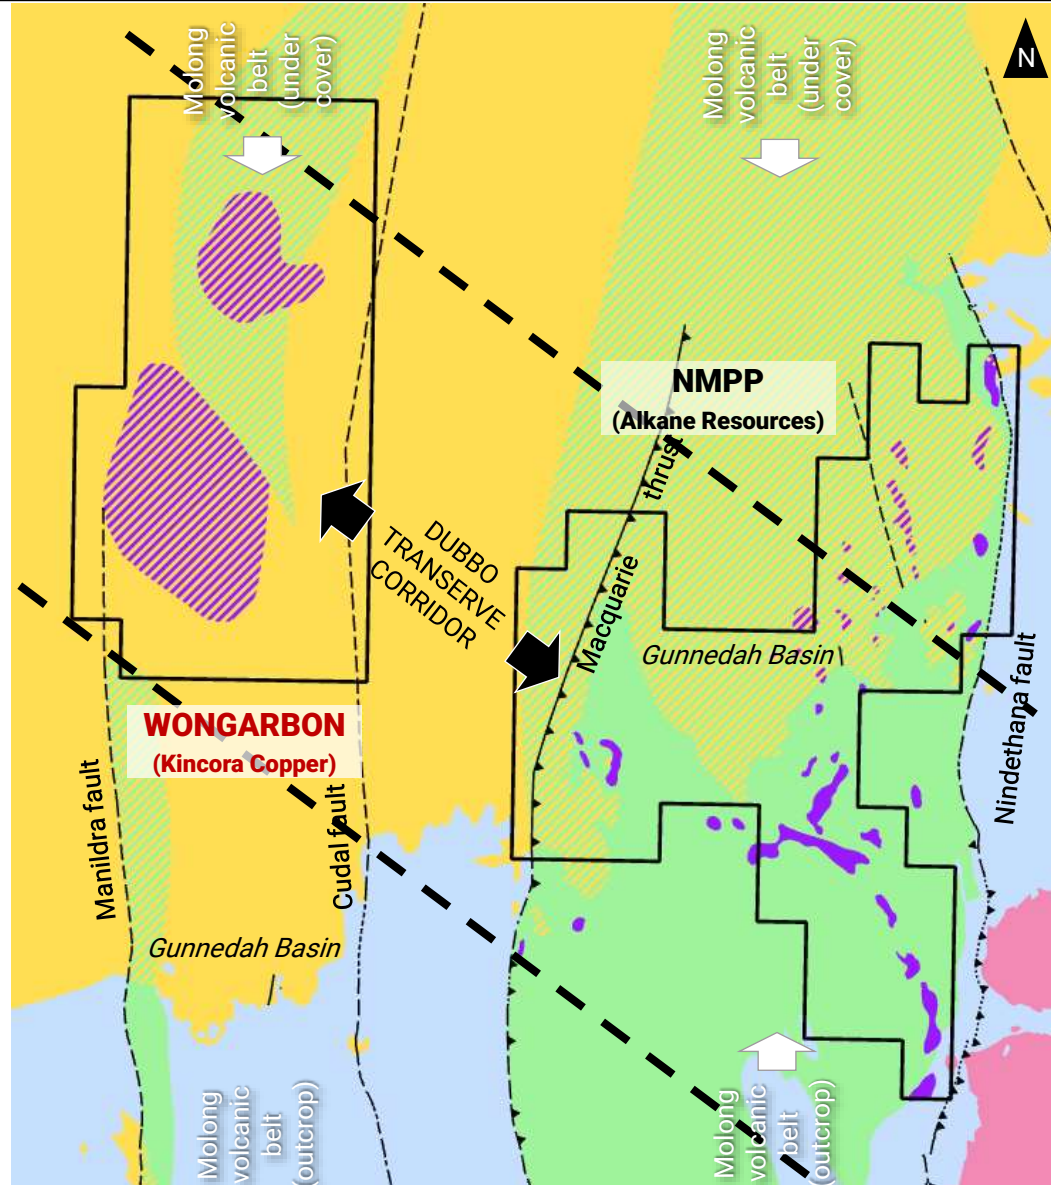 Molong
volcanic
belt
(under
cover)
Molong
volcanic
belt
(under
cover)
N
NMPP
(Alkane Resources)
thrust
Macquarie
DUBBO
TRANSERVE
CORRIDOR
Gunnedah Basin
WONGARBON
(Kincora Copper)
Manildra fault
Cudal fault
Nindethana fault
Gunnedah Basin
Molong
volcanic
belt
(outcrop)
Molong
volcanic
belt
(outcrop)